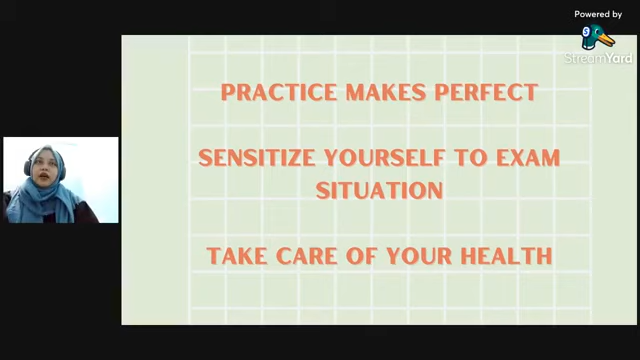 Powered by
StreamYard
PRACTICE MAKES PERFECT
SENSITIZE YOURSELF TO EXAM
SITUATION
TAKE CARE OF YOUR HEALTH